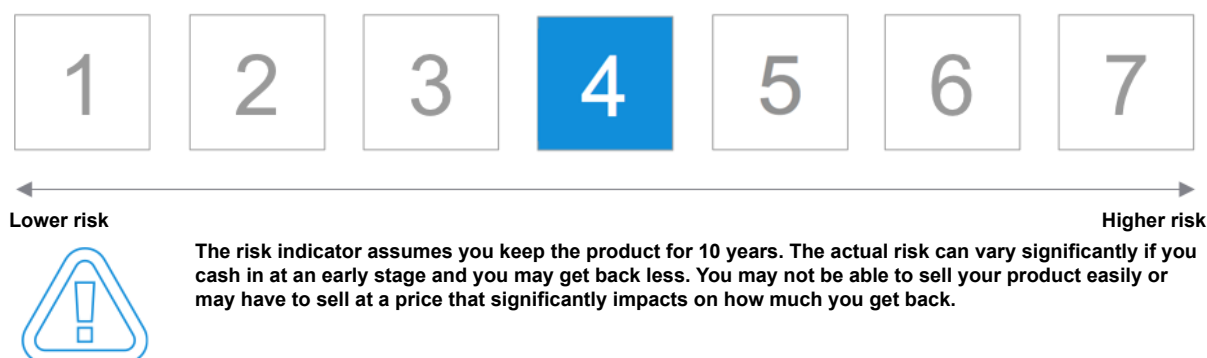 1 2 3 4 5 6 7
Lower risk Higher risk
The risk indicator assumes you keep the product for 10 years. The actual risk can vary significantly if you
cash in at an early stage and you may get back less. You may not be able to sell your product easily or
may have to sell at a price that significantly impacts on how much you get back.